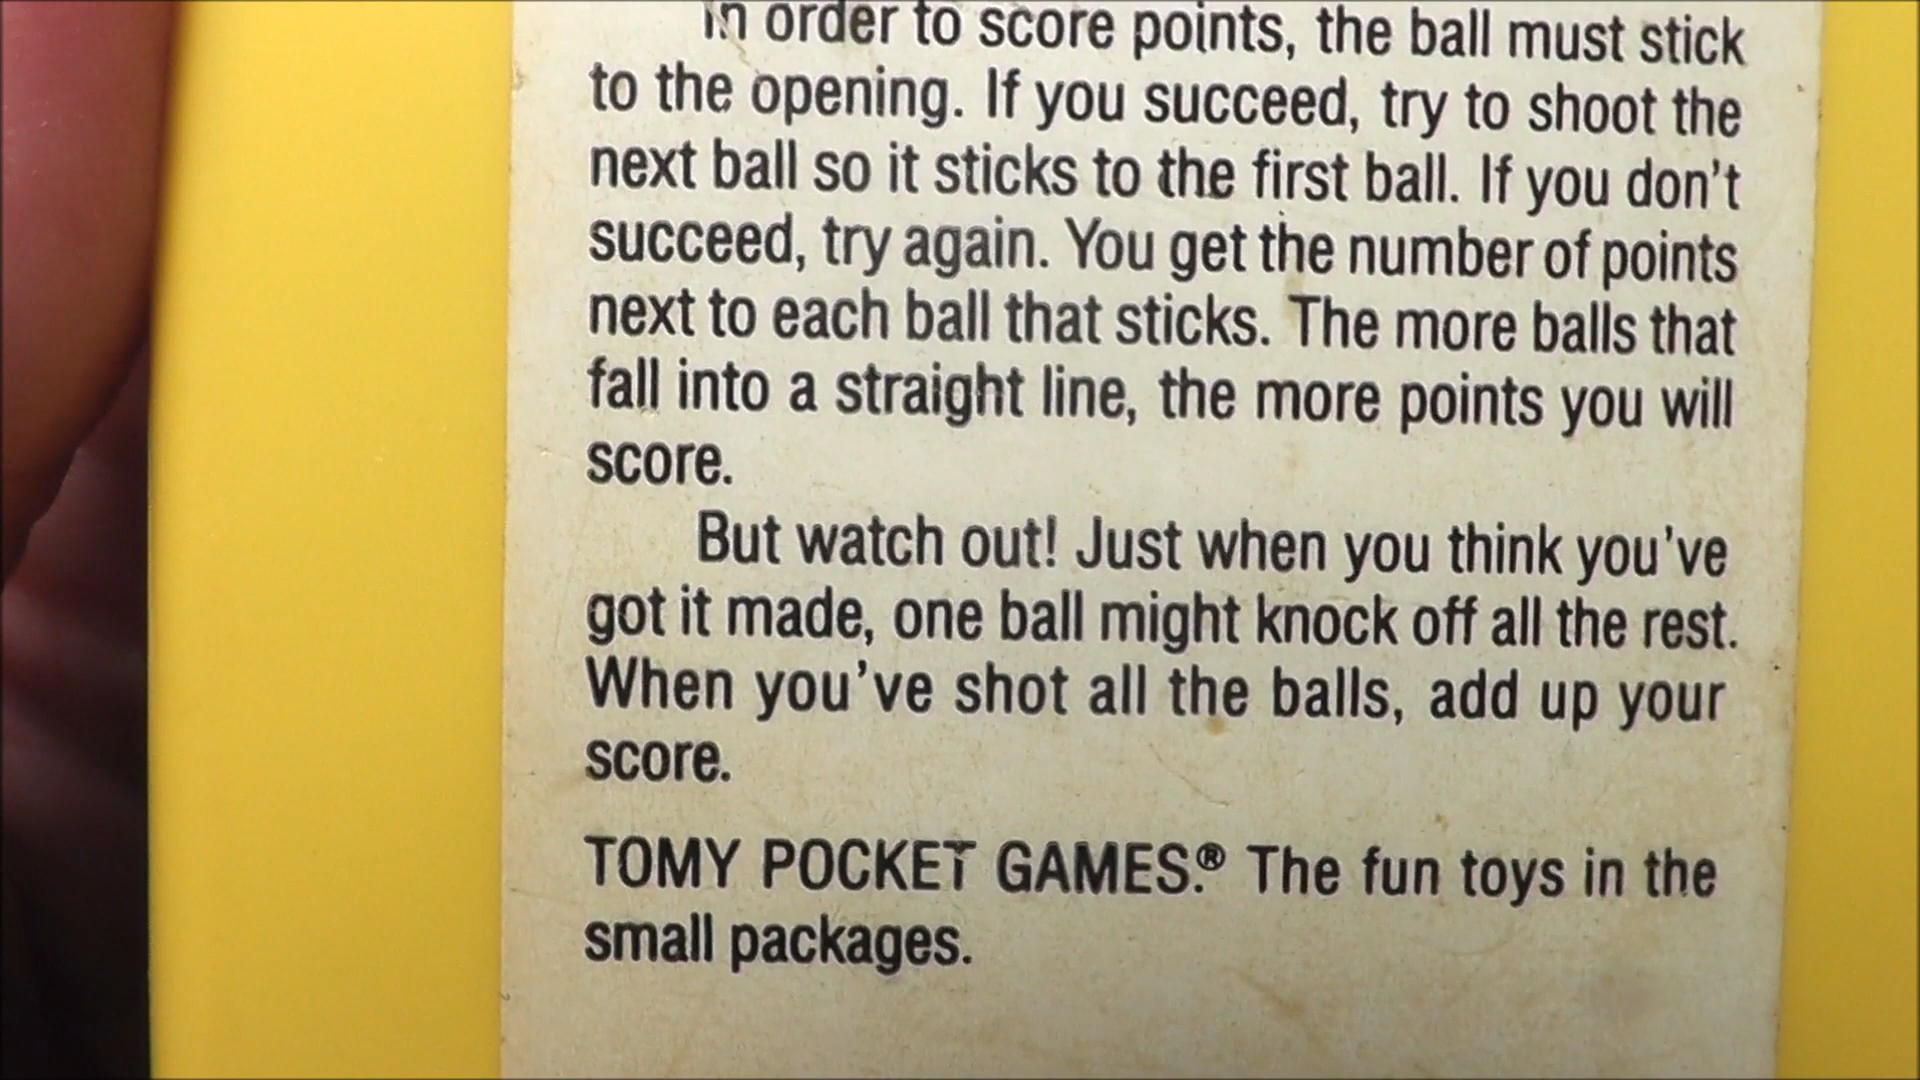 In order to score points, the ball must stick
to the opening. If you succeed, try to shoot the
next ball so it sticks to the first ball. If you don't
succeed, try again. You get the number of points
next to each ball that sticks. The more balls that
fall into a straight line, the more points you will
score.
But watch out! Just when you think you've
got it made, one ball might knock off all the rest.
When you've shot all the balls, add up your
score.
TOMY POCKET GAMES.® The fun toys in the
small packages.